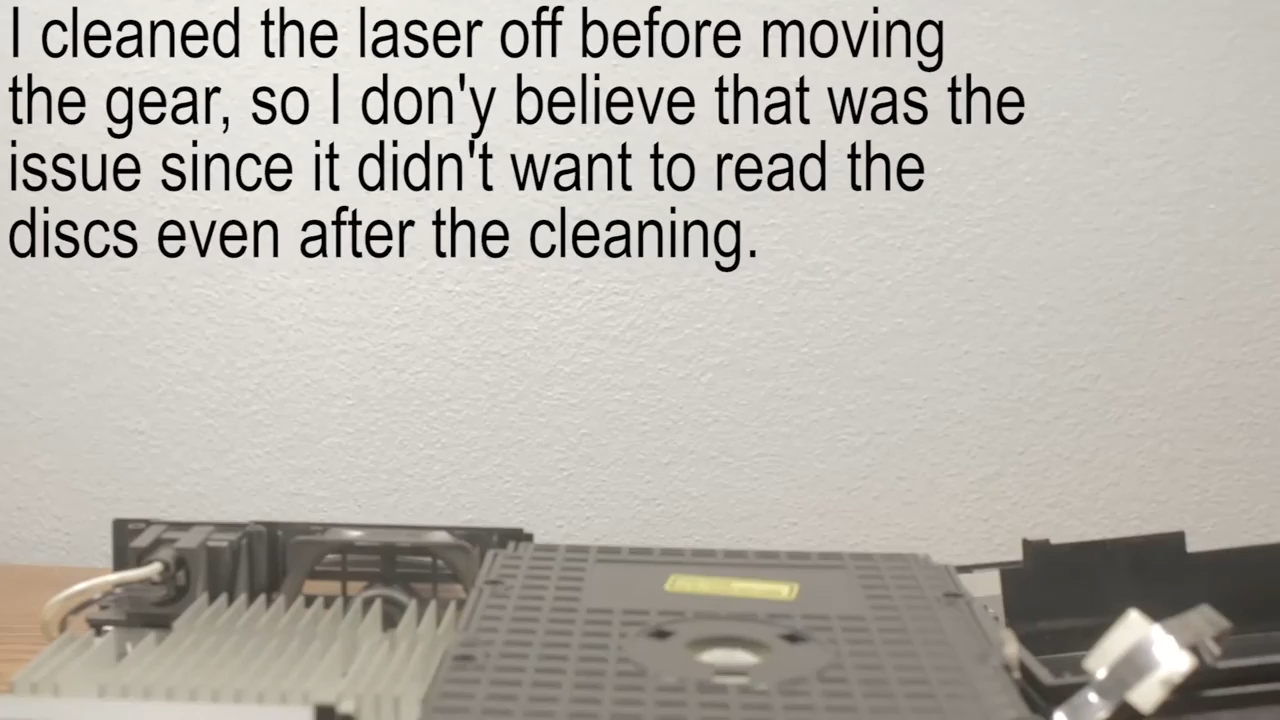 I cleaned the laser off before moving
the gear, so I don'y believe that was the
issue since it didn't want to read the
discs even after the cleaning.